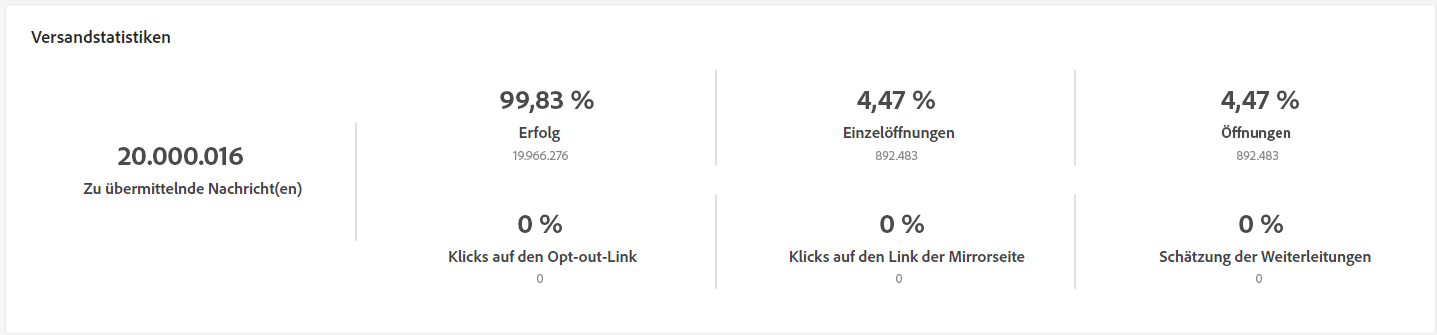 Versandstatistiken
20.000.016
Zu übermittelnde Nachricht(en)
99,83 %
Erfolg
19.966.276
4,47 %
Einzelöffnungen
892.483
4,47 %
Öffnungen
892.483
0 %
Klicks auf den Opt-out-Link
0
0 %
Klicks auf den Link der Mirrorseite
0
0 %
Schätzung der Weiterleitungen
0